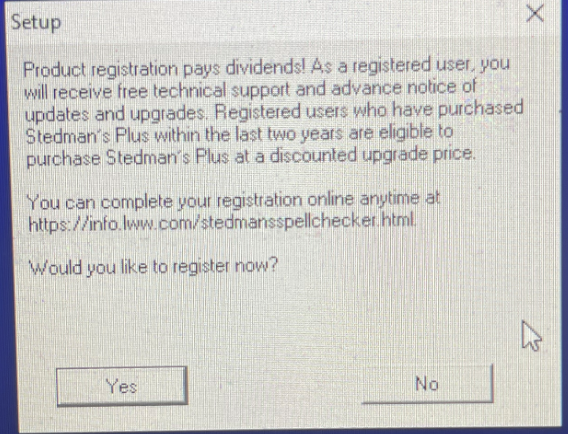 Setup
Product registration pays dividends! As a registered user, you
will receive free technical support and advance notice of
updates and upgrades. Registered users who have purchased
Stedman's Plus within the last two years are eligible to
purchase Stedman's Plus at a discounted upgrade price.
You can complete your registration online anytime at
https://info.lww.com/stedmansspellchecker.html.
Would you like to register now?
Yes No